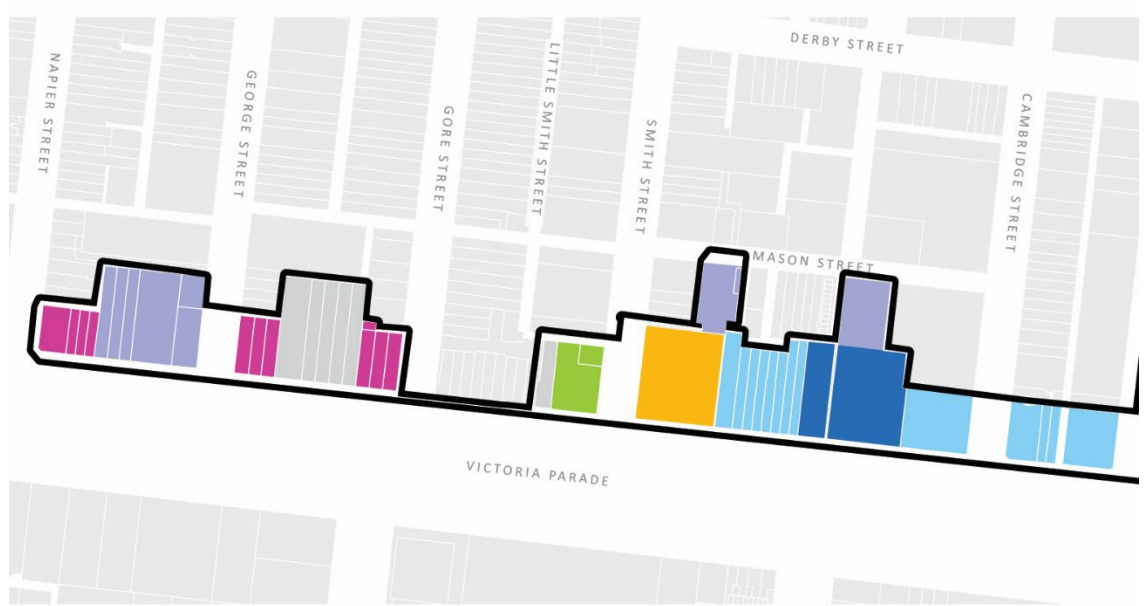 DERBY STREET
NAPIER STREET
GEORGE STREET
GORE STREET
LITTLE SMITH STREET
SMITH STREET
CAMBRIDGE STREET
MASON STREET
VICTORIA PARADE